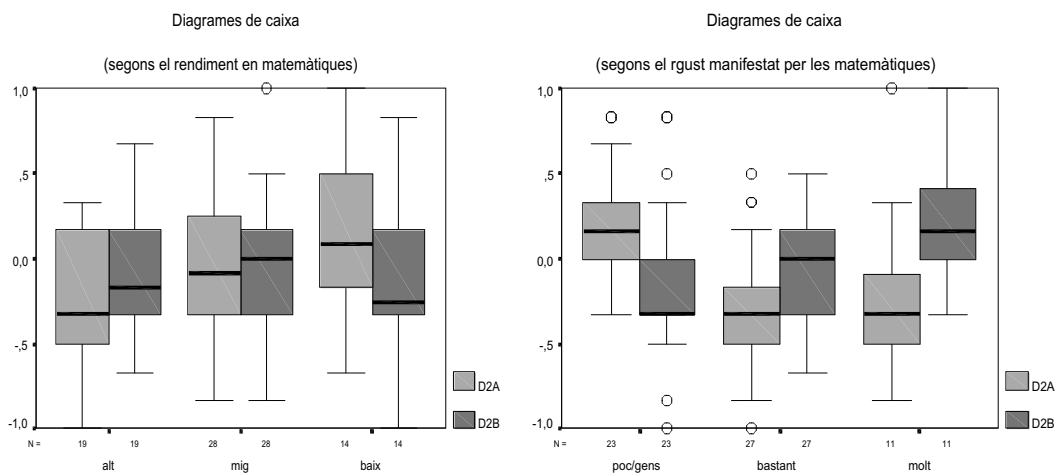 Diagrames de caixa
(segons el rendiment en matemàtiques)
1,0
,5
0,0
-,5
-1,0
N =
19
19
28
28
14
14
alt
mig
baix
D2A
D2B
Diagrames de caixa
(segons el rgust manifestat per les matemàtiques)
1,0
,5
0,0
-,5
-1,0
N =
23
23
27
27
11
11
poc/gens
bastant
molt
D2A
D2B